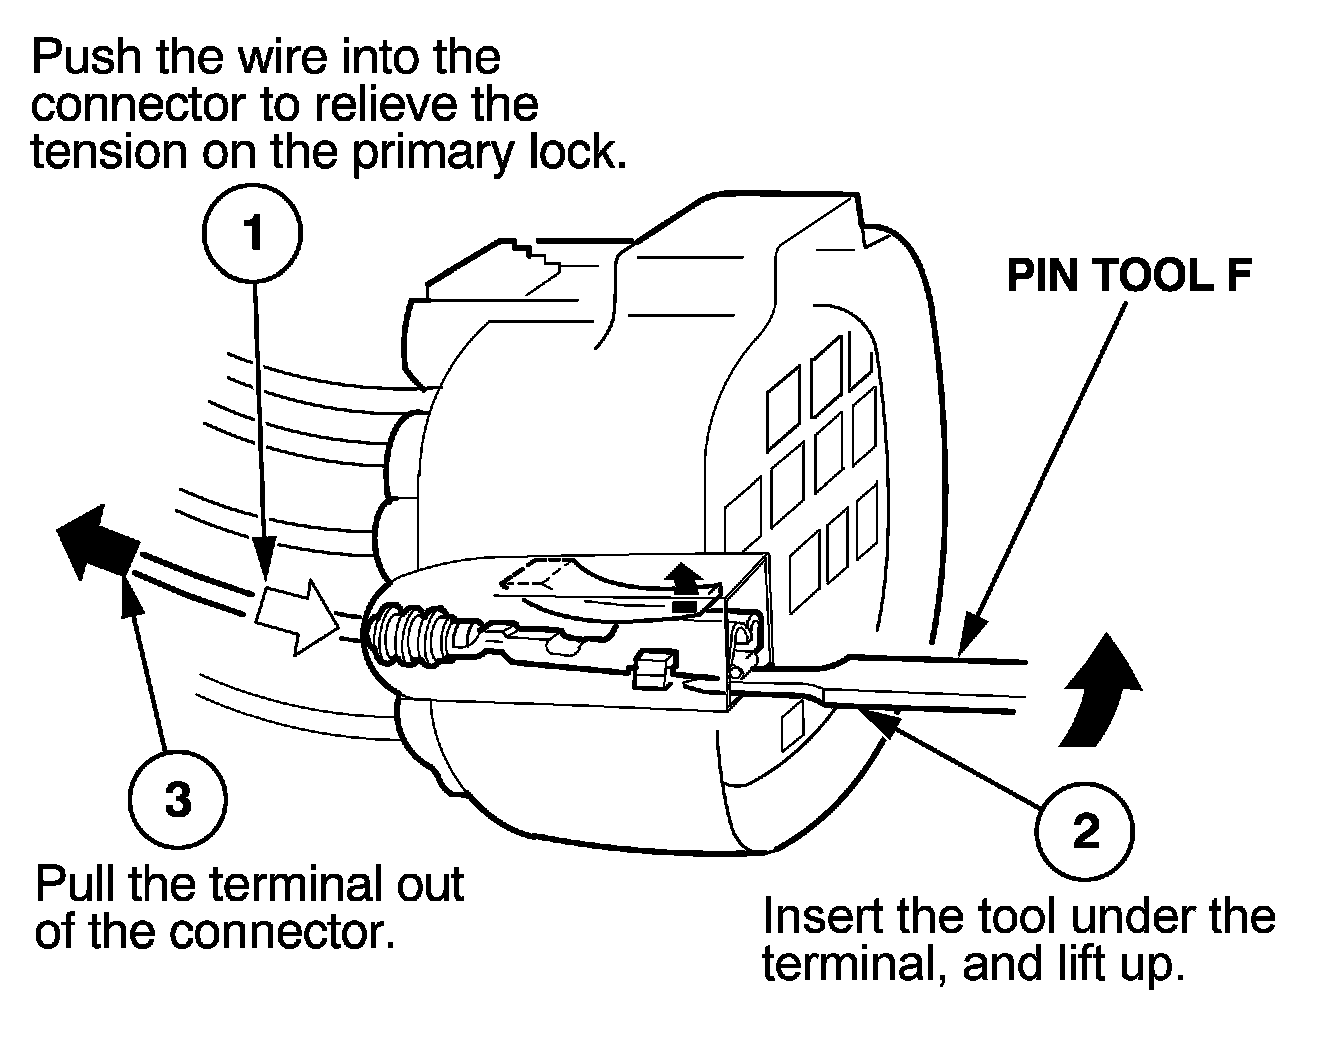 Push the wire into the
connector to relieve the
tension on the primary lock.
1
PIN TOOL F
3
Pull the terminal out
of the connector.
2
Insert the tool under the
terminal, and lift up.